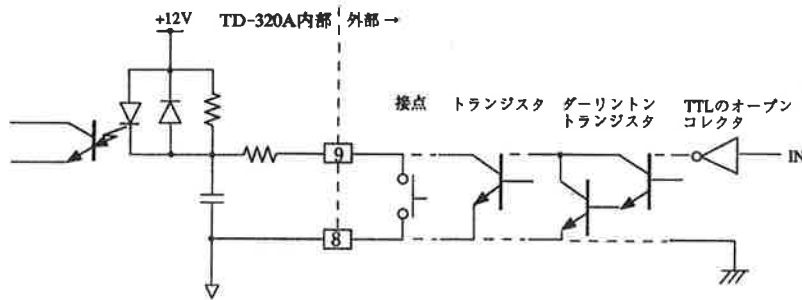 +12V
TD-320A内部
外部 →
接点
トランジスタ
ダーリントン
トランジスタ
TTLのオープン
コレクタ
9
IN
8